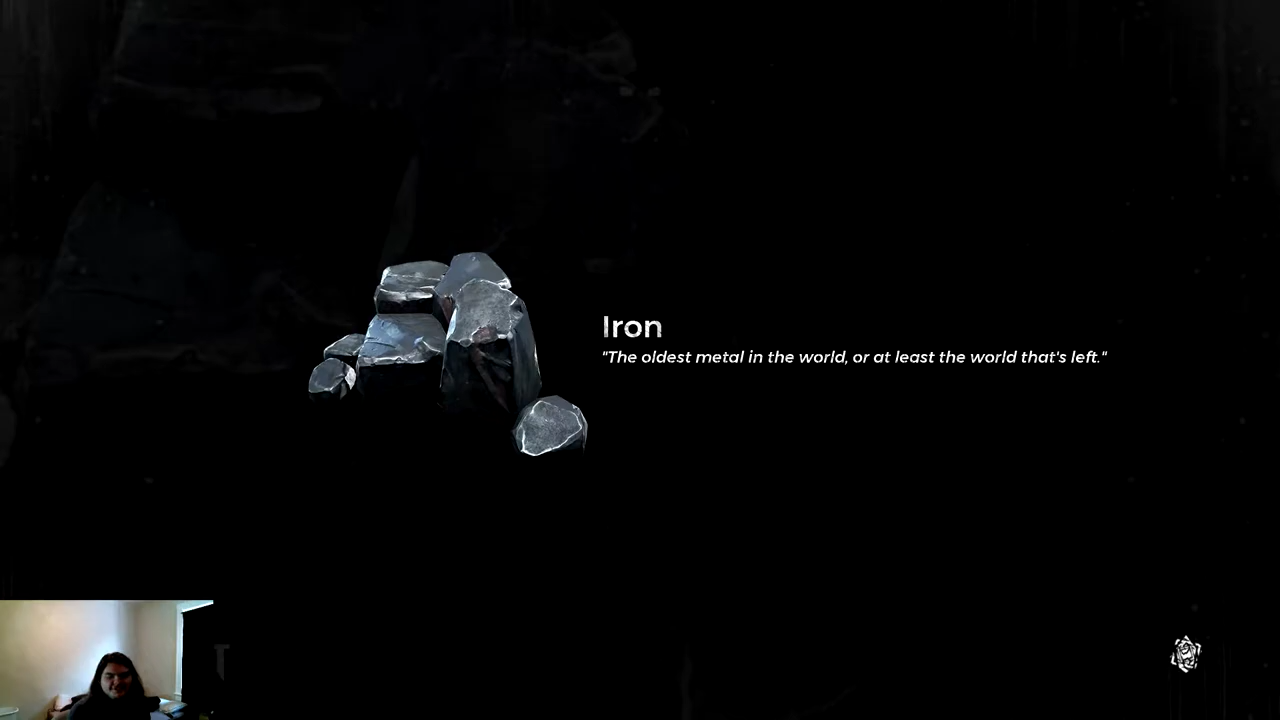 Iron
"The oldest metal in the world, or at least the world that's left."